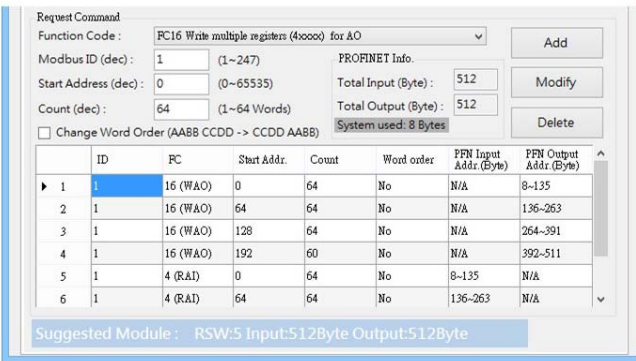 Request Command
Function Code : FC16 Write multiple registers (4xxxx) for AO
Add
Modbus ID (dec) : 1 (1~247)
PROFINET Info.
Start Address (dec) : 0 (0~65535)
Total Input (Byte) : 512
Modify
Count (dec) : 64 (1~64 Words)
Total Output (Byte) : 512
Change Word Order (AABB CCDD -> CCDD AABB)
System used: 8 Bytes
Delete
ID FC Start Addr. Count Word order PFN Input Addr.(Byte) PFN Output Addr.(Byte)
1 1 16 (WAO) 0 64 No N/A 8~135
2 1 16 (WAO) 64 64 No N/A 136~263
3 1 16 (WAO) 128 64 No N/A 264~391
4 1 16 (WAO) 192 60 No N/A 392~511
5 1 4 (RAI) 0 64 No 8~135 N/A
6 1 4 (RAI) 64 64 No 136~263 N/A
Suggested Module : RSW:5 Input:512Byte Output:512Byte